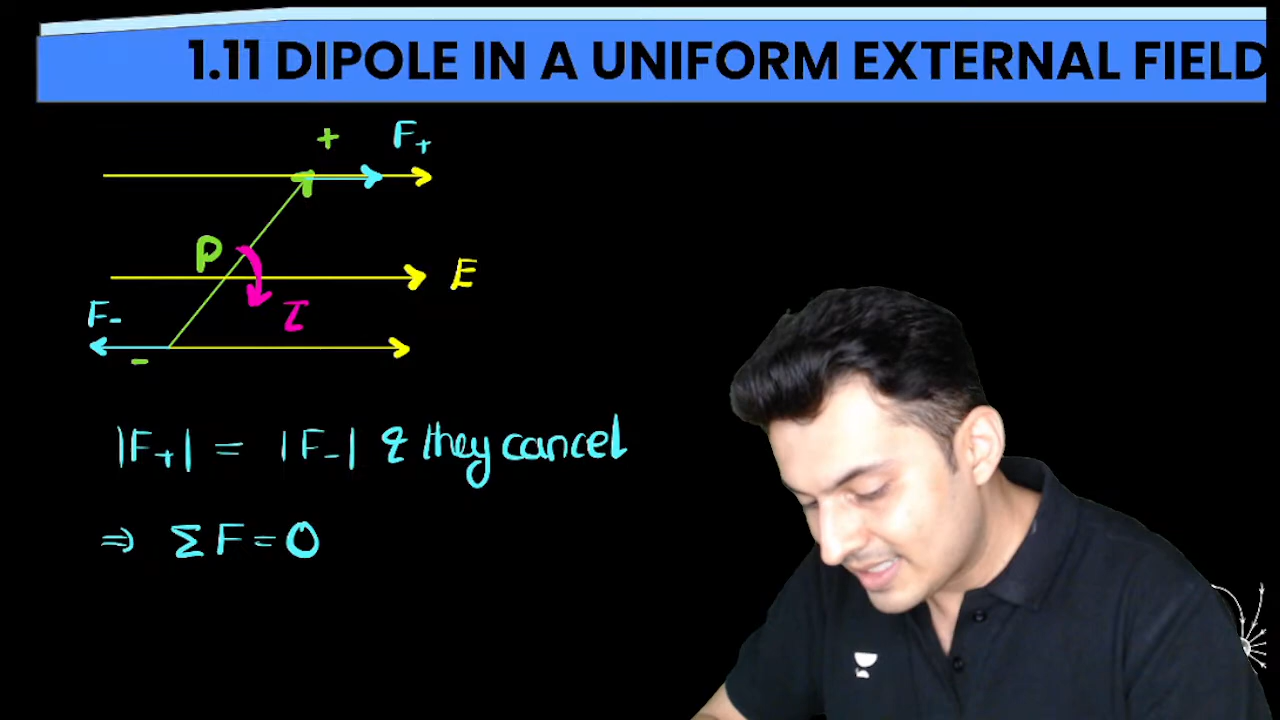 1.11 DIPOLE IN A UNIFORM EXTERNAL FIELD
+ F₊
P
E
F₋ τ
-
|F₊| = |F₋| & they cancel
⇒ ΣF = 0